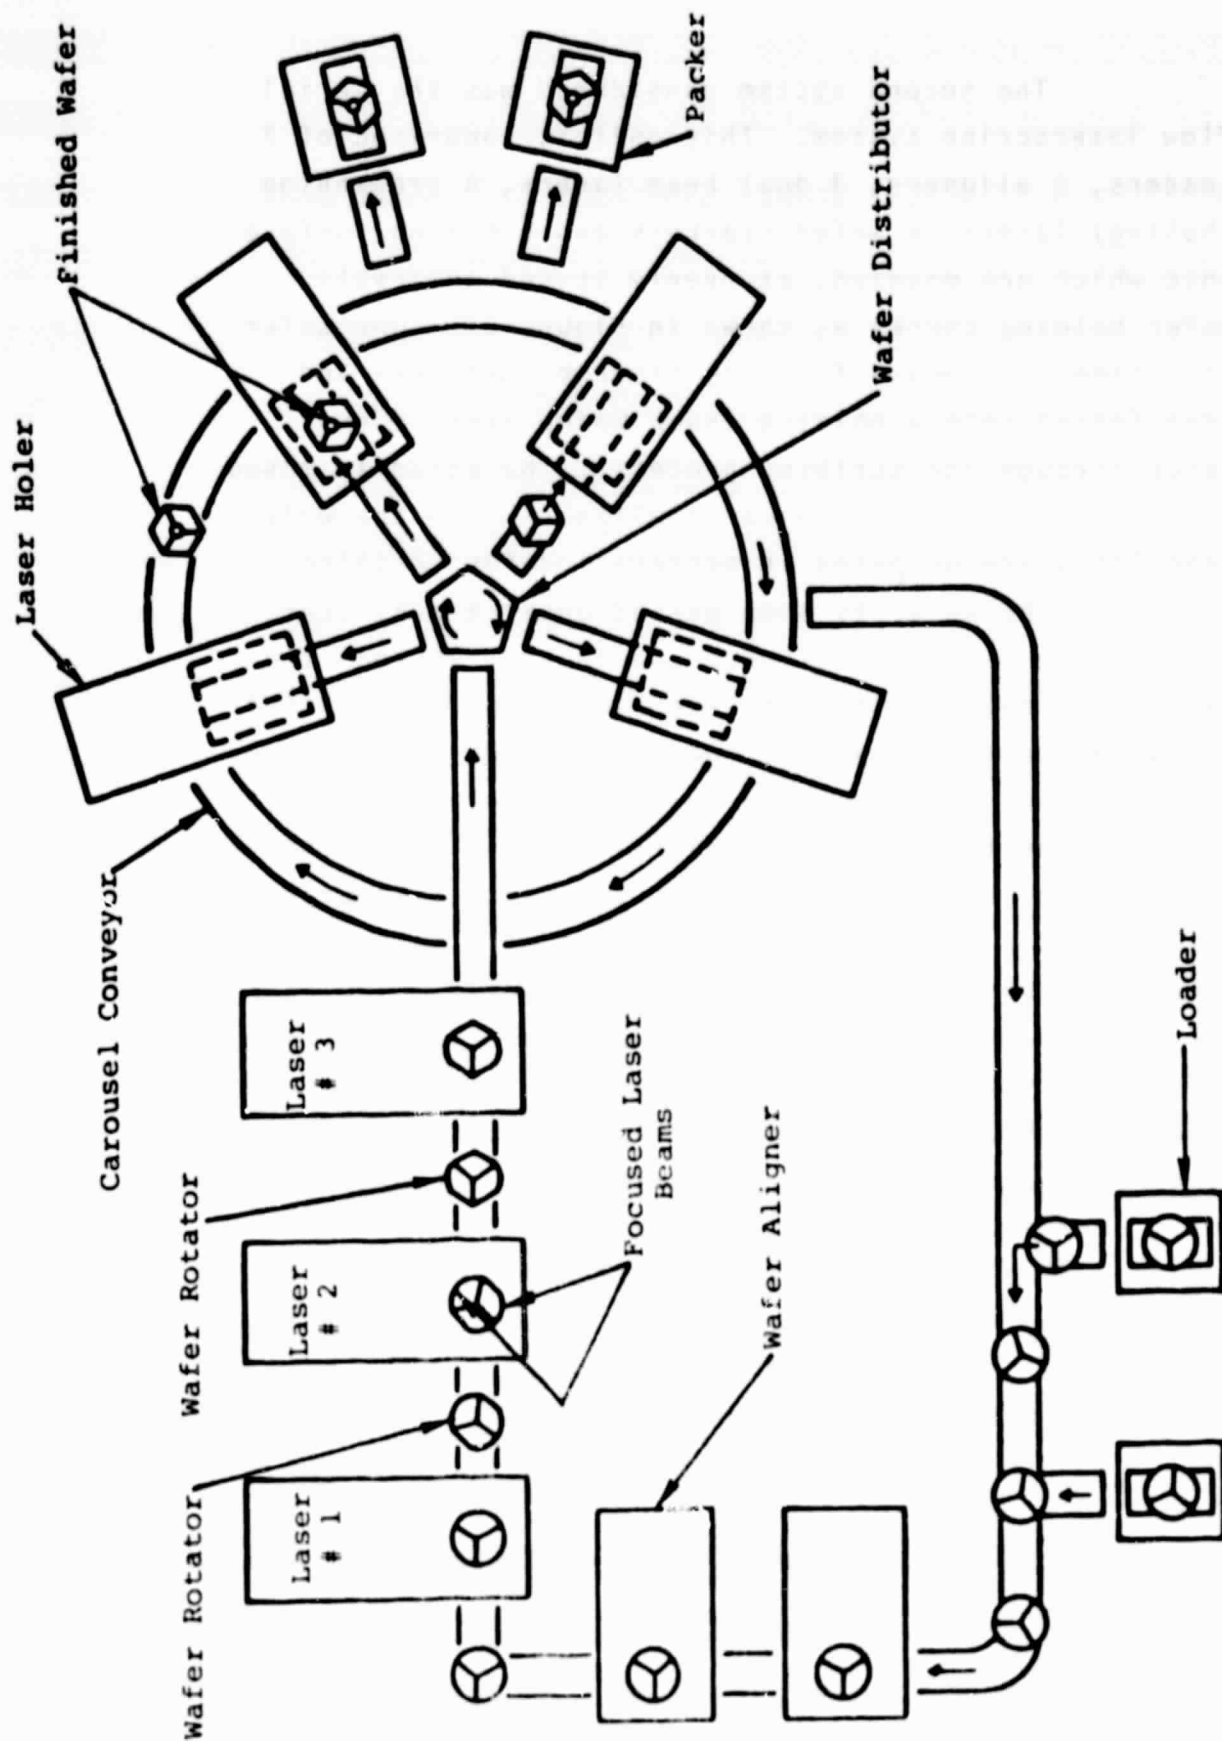 Laser Holer
Finished Wafer
Carousel Conveyor
Wafer Rotator
Wafer Rotator
Laser
# 1
Laser
# 2
Laser
# 3
Focused Laser
Beams
Packer
Wafer Aligner
Wafer Distributor
Loader